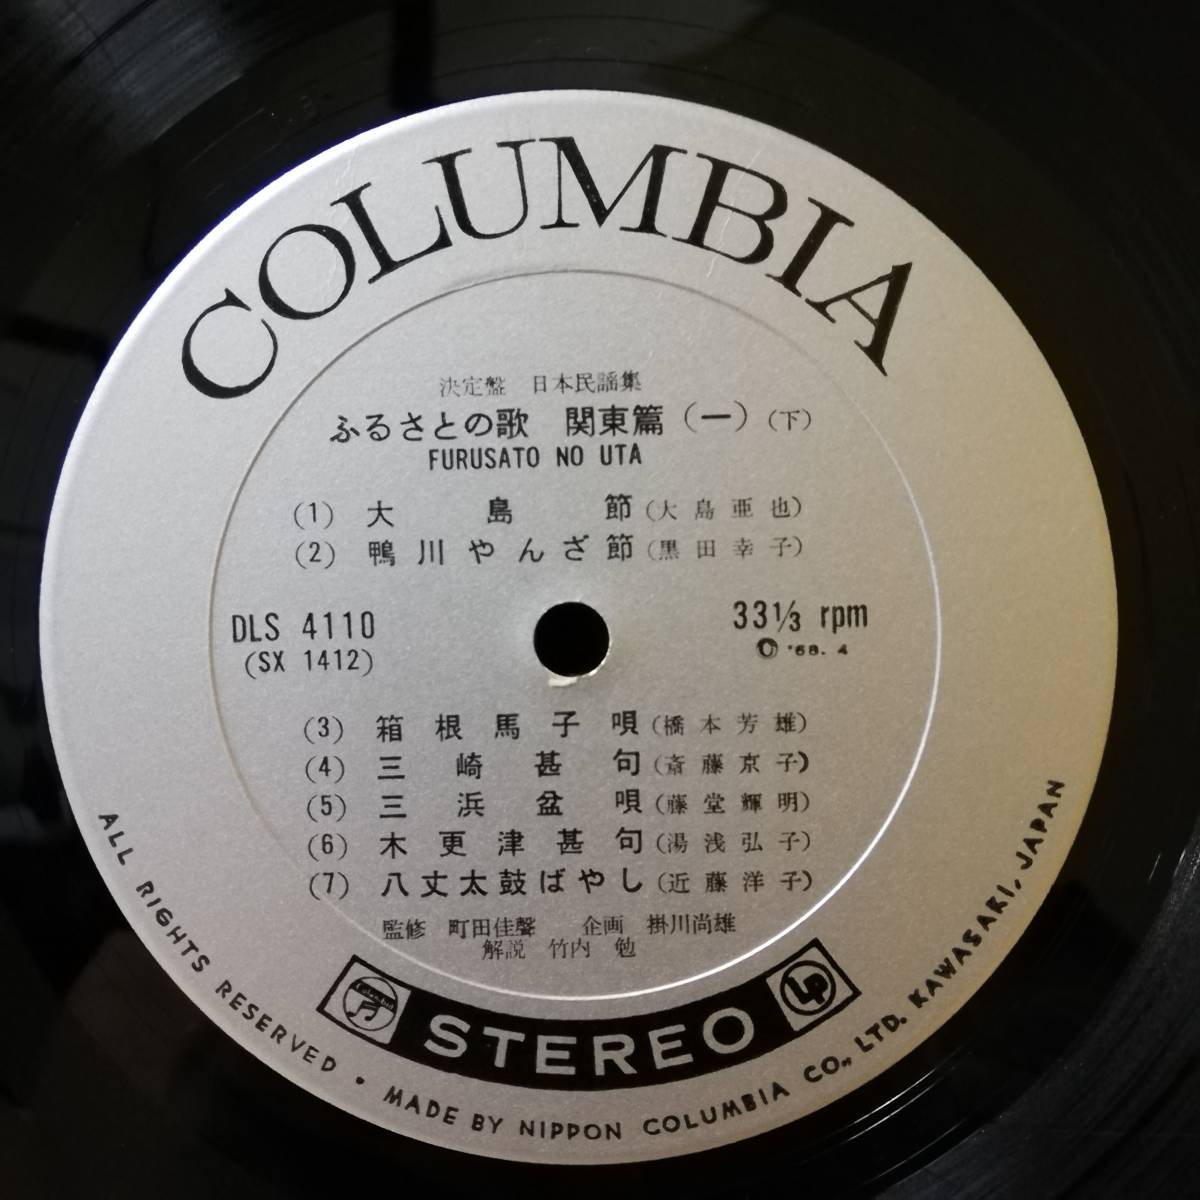 COLUMBIA
決定盤 日本民謡集
ふるさとの歌 関東篇(一)(下)
FURUSATO NO UTA
(1) 大島節(大島亜也)
(2) 鴨川やんざ節(黒田幸子)
DLS 4110
(SX 1412)
33 1/3 rpm
Ⓟ '68. 4
(3) 箱根馬子唄(橋本芳雄)
(4) 三崎甚句(斎藤京子)
(5) 三浜盆唄(藤堂輝明)
(6) 木更津甚句(湯浅弘子)
(7) 八丈太鼓ばやし(近藤洋子)
監修 町田佳聲 企画 掛川尚雄
解説 竹内 勉
Columbia
STEREO
LP
ALL RIGHTS RESERVED • MADE BY NIPPON COLUMBIA CO., LTD. KAWASAKI, JAPAN